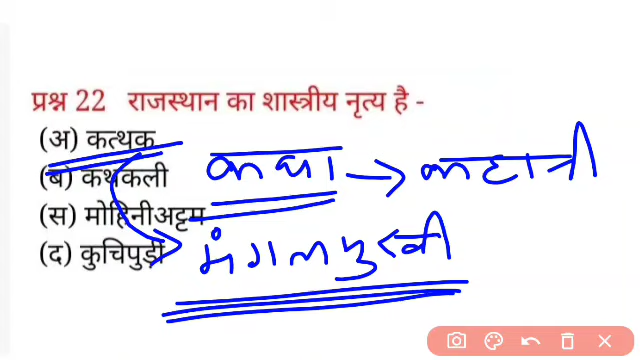 प्रश्न 22 राजस्थान का शास्त्रीय नृत्य है -
(अ) कत्थक
(ब) कथकली
(स) मोहिनीअट्टम
(द) कुचिपुड़ी
कथा → कहानी
मंगलमुखी